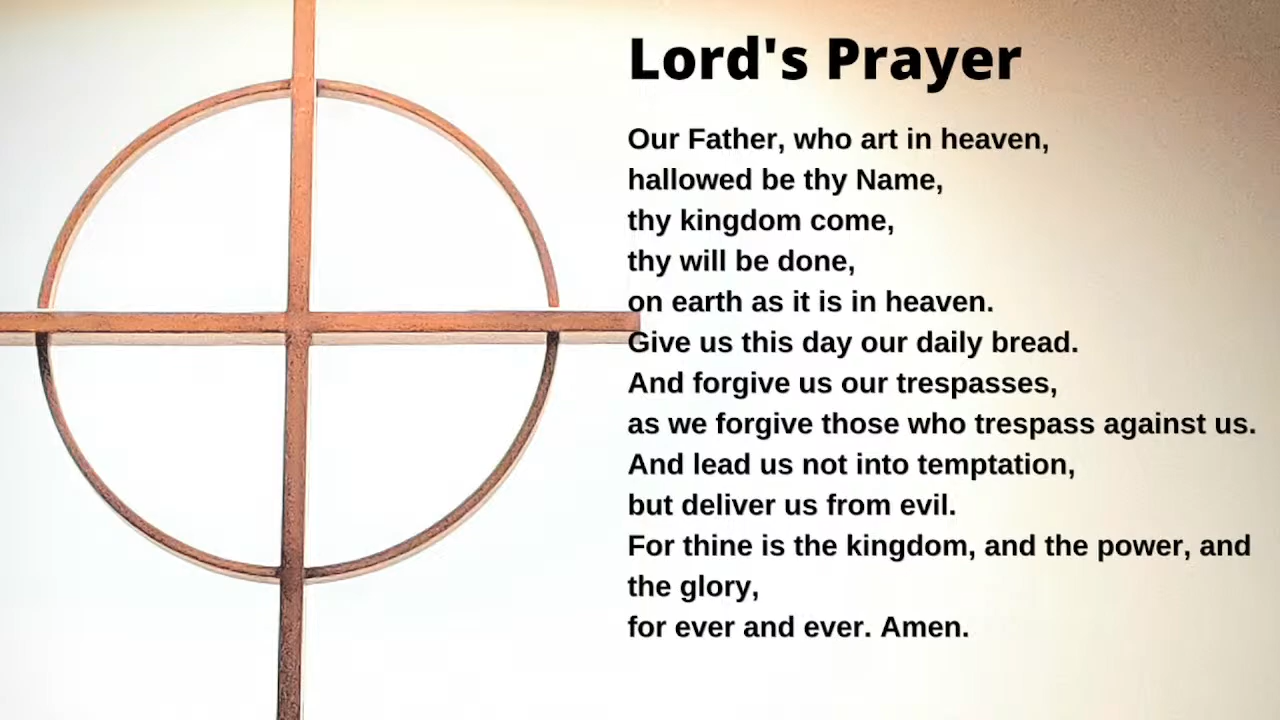 Lord's Prayer
Our Father, who art in heaven,
hallowed be thy Name,
thy kingdom come,
thy will be done,
on earth as it is in heaven.
Give us this day our daily bread.
And forgive us our trespasses,
as we forgive those who trespass against us.
And lead us not into temptation,
but deliver us from evil.
For thine is the kingdom, and the power, and
the glory,
for ever and ever. Amen.